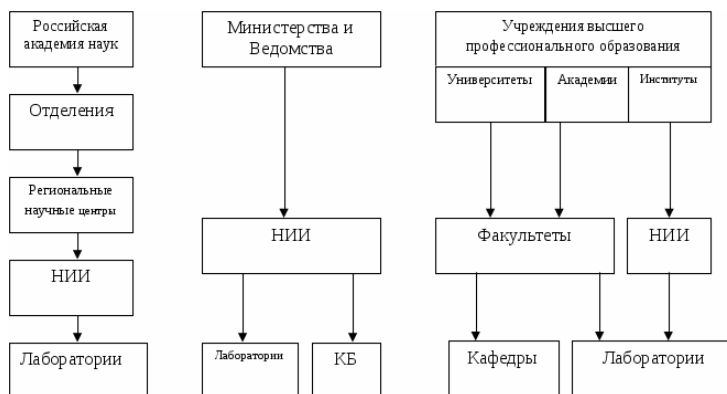 Российская
академия наук
Отделения
Региональные
научные центры
НИИ
Лаборатории
Министерства и
Ведомства
НИИ
Лаборатории
КБ
Учреждения высшего
профессионального образования
Университеты
Академии
Институты
Факультеты
НИИ
Кафедры
Лаборатории